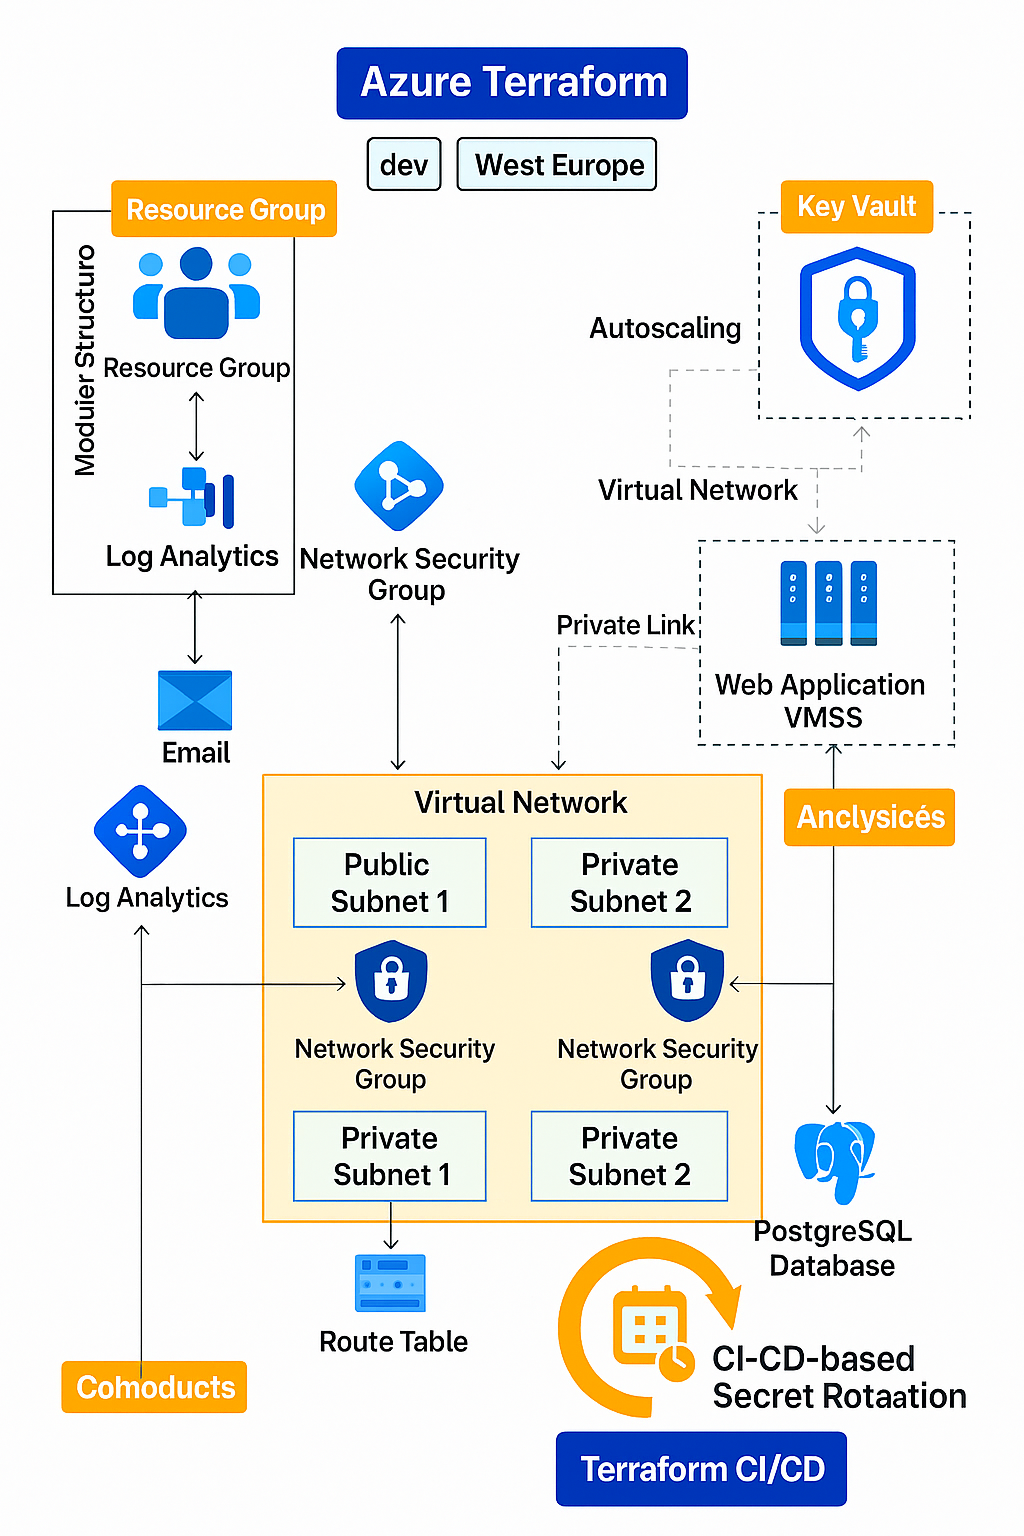 Azure Terraform
dev
West Europe
Resource Group
Key Vault
Moduier Structuro
Resource Group
Autoscaling
Log Analytics
Network Security
Group
Virtual Network
Private Link
Web Application
VMSS
Email
Virtual Network
Anclysicés
Public
Subnet 1
Private
Subnet 2
Log Analytics
Network Security
Group
Network Security
Group
Private
Subnet 1
Private
Subnet 2
PostgreSQL
Database
Route Table
CI-CD-based
Secret Rotaation
Comoducts
Terraform CI/CD